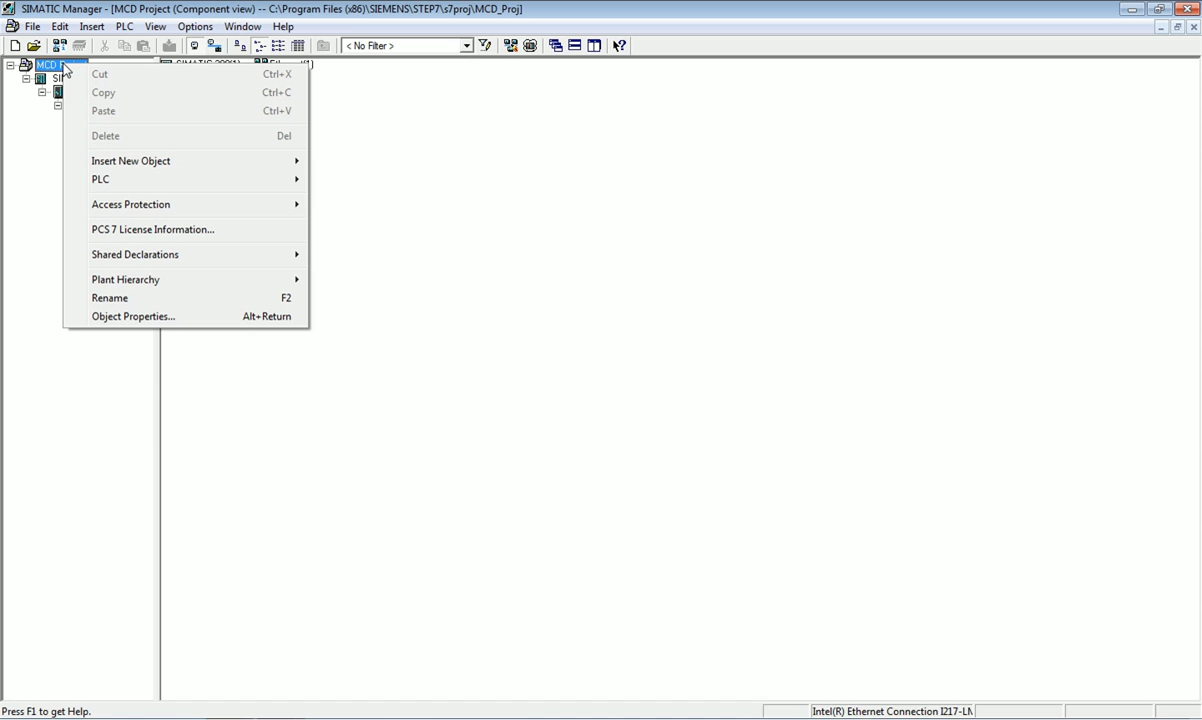 SIMATIC Manager - [MCD Project (Component view) -- C:\Program Files (x86)\SIEMENS\STEP7\s7proj\MCD_Proj]
File Edit Insert PLC View Options Window Help
< No Filter >
MCD
Cut Ctrl+X
Copy Ctrl+C
Paste Ctrl+V
Delete Del
Insert New Object
PLC
Access Protection
PCS 7 License Information...
Shared Declarations
Plant Hierarchy
Rename F2
Object Properties... Alt+Return
Press F1 to get Help.
Intel(R) Ethernet Connection I217-LM